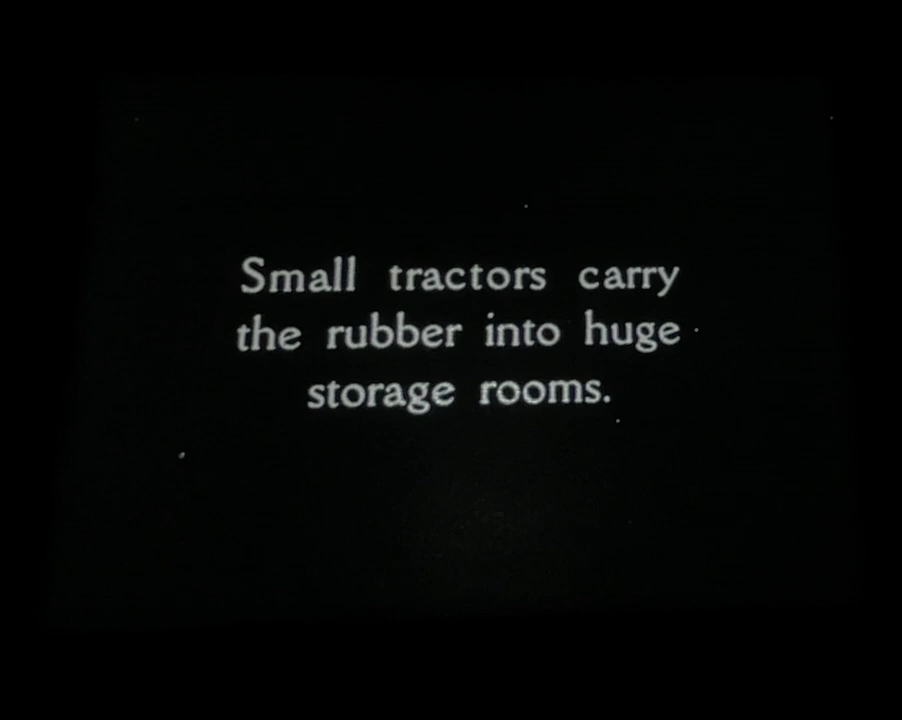 Small tractors carry
the rubber into huge
storage rooms.